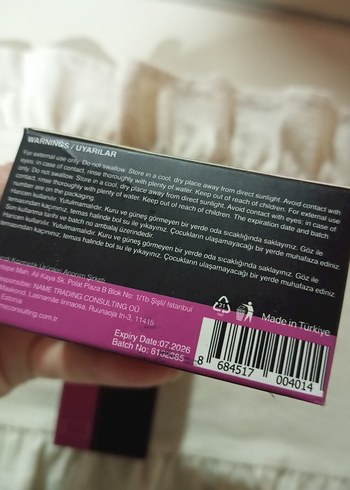 WARNINGS / UYARILAR
For external use only. Do not swallow. Store in a cool, dry place away from direct sunlight. Avoid contact with
eyes; in case of contact, rinse thoroughly with plenty of water. Keep out of reach of children. For external use
only. Do not swallow. Store in a cool, dry place away from direct sunlight. Avoid contact with eyes; in case of
contact, rinse thoroughly with plenty of water. Keep out of reach of children. The expiration date and batch
number are on the packaging.
Haricen kullanılır. Yutulmamalıdır. Kuru ve güneş görmeyen bir yerde oda sıcaklığında saklayınız. Göz ile
temasından kaçınınız, temas halinde bol su ile yıkayınız. Çocukların ulaşamayacağı bir yerde muhafaza ediniz.
Son kullanma tarihi ve batch no ambalaj üzerindedir.
Haricen kullanılır. Yutulmamalıdır. Kuru ve güneş görmeyen bir yerde oda sıcaklığında saklayınız. Göz ile
temasından kaçınınız, temas halinde bol su ile yıkayınız. Çocukların ulaşamayacağı bir yerde muhafaza ediniz.
Mah. Ali Kaya Sk. Polat Plaza B Blok No: 1/1b Şişli/ İstanbul
NAME TRADING CONSULTING OÜ
Maakond, Lasnamäe linnaosa, Ruunaoja tn 3, 11415
Estonia
Made in Türkiye
Expiry Date:07.2026
Batch No:
8 684517 004014